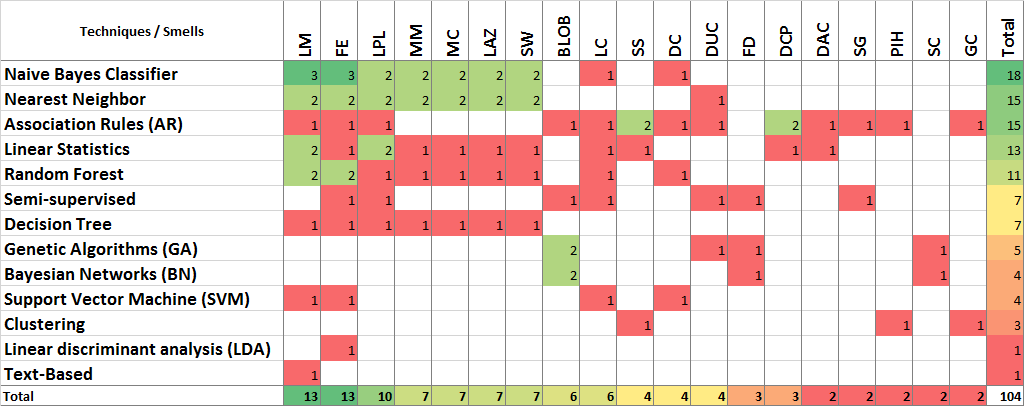 Techniques / Smells LM FE LPL MM MC LAZ SW BLOB LC SS DC DUC FD DCP DAC SG PIH SC GC Total
Naive Bayes Classifier 3 3 2 2 2 2 2 1 1 18
Nearest Neighbor 2 2 2 2 2 2 2 1 15
Association Rules (AR) 1 1 1 1 1 2 1 1 2 1 1 1 1 15
Linear Statistics 2 1 2 1 1 1 1 1 1 1 1 13
Random Forest 2 2 1 1 1 1 1 1 1 11
Semi-supervised 1 1 1 1 1 1 1 7
Decision Tree 1 1 1 1 1 1 1 7
Genetic Algorithms (GA) 2 1 1 1 5
Bayesian Networks (BN) 2 1 1 4
Support Vector Machine (SVM) 1 1 1 1 4
Clustering 1 1 1 3
Linear discriminant analysis (LDA) 1 1
Text-Based 1 1
Total 13 13 10 7 7 7 7 6 6 4 4 4 3 3 2 2 2 2 2 104